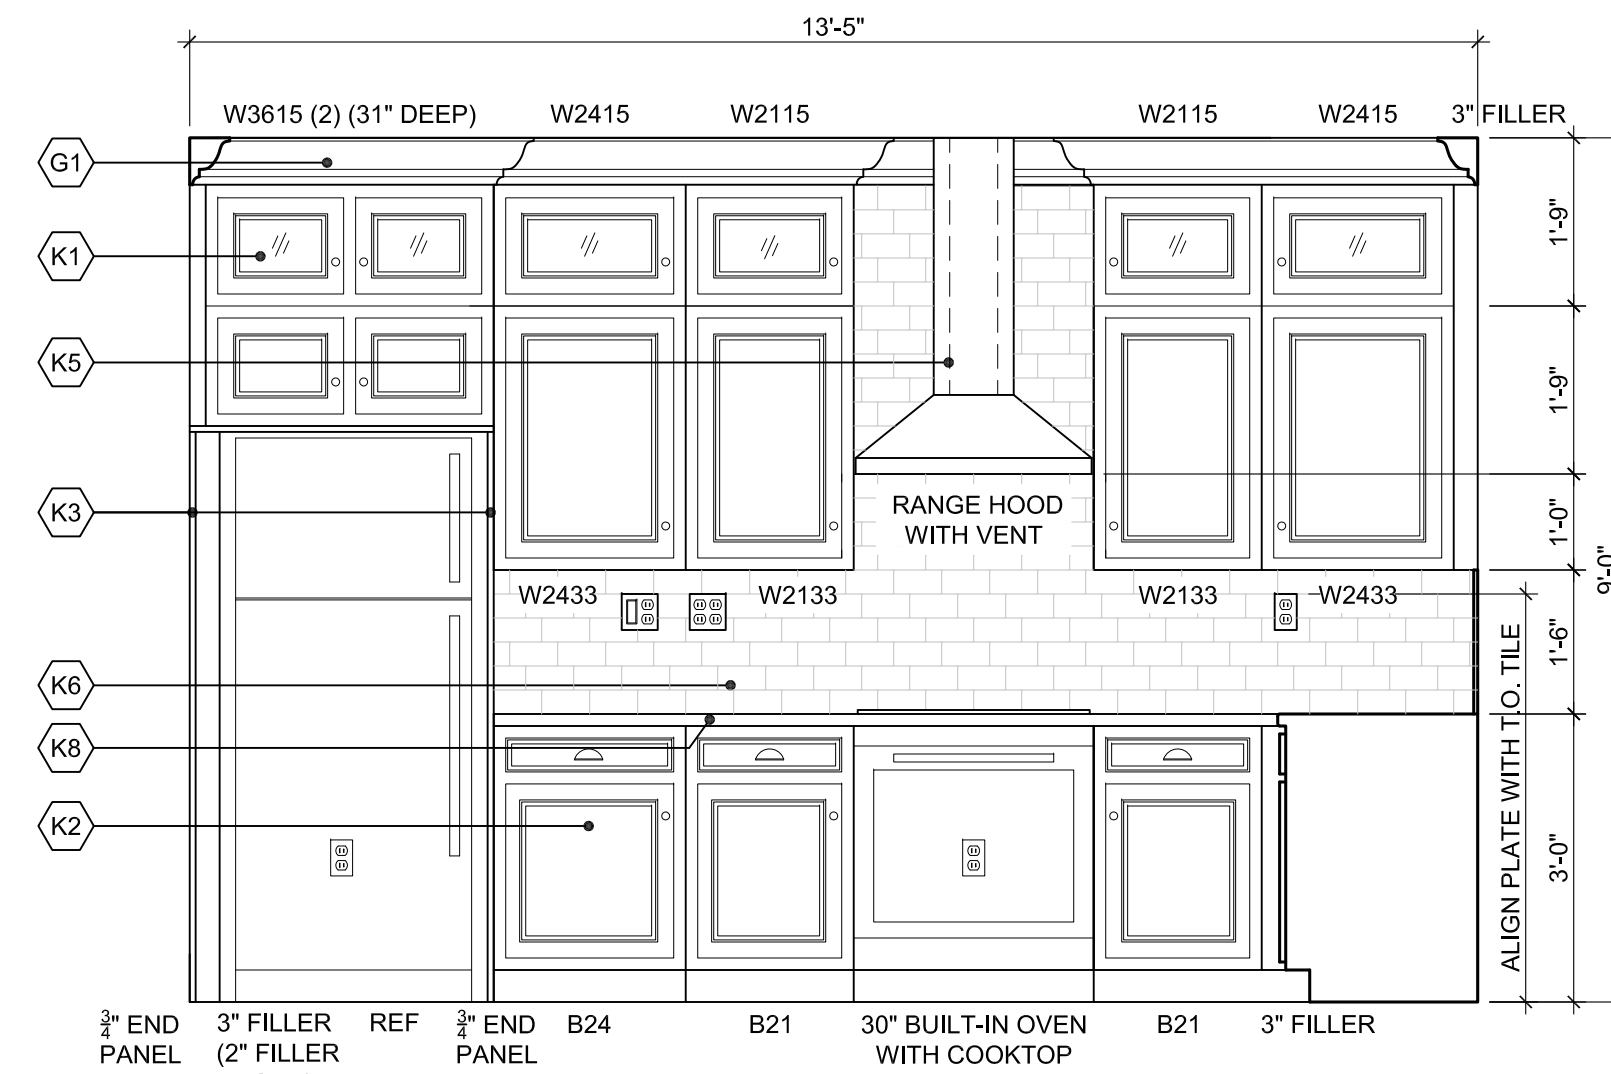 13'-5"
W3615 (2) (31" DEEP)
W2415
W2115
W2115
W2415
3" FILLER
G1
K1
K5
K3
K6
K8
K2
1'-9"
1'-9"
1'-0"
1'-6"
3'-0"
9'-0"
RANGE HOOD
WITH VENT
W2433
W2133
W2133
W2433
ALIGN PLATE WITH T.O. TILE
3/4" END
PANEL
3" FILLER
(2" FILLER
REF
3/4" END
PANEL
B24
B21
30" BUILT-IN OVEN
WITH COOKTOP
B21
3" FILLER